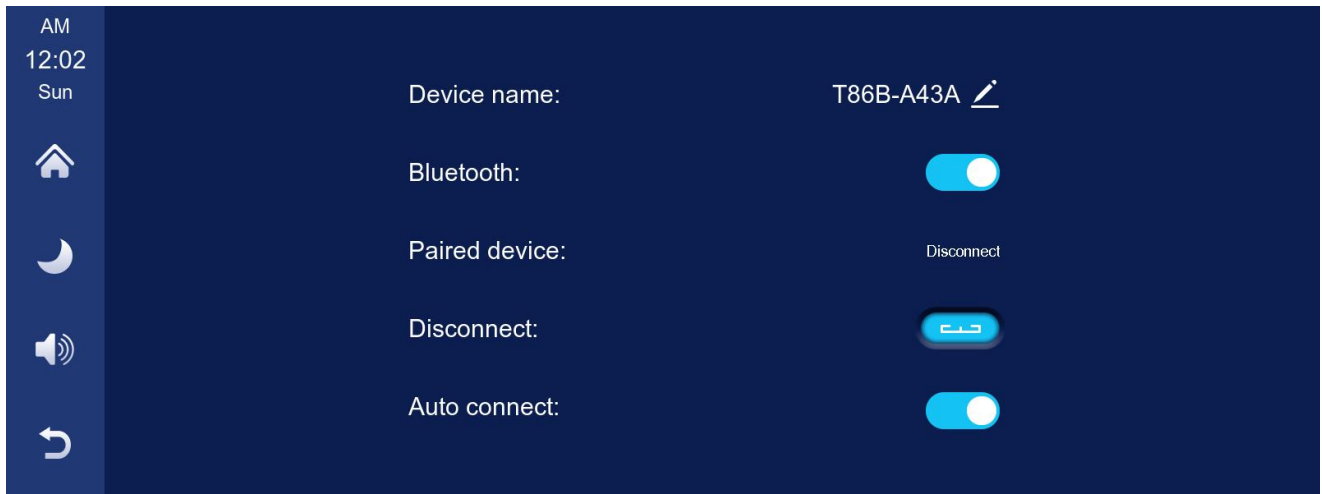 AM
12:02
Sun
Device name: T86B-A43A
Bluetooth:
Paired device: Disconnect
Disconnect:
Auto connect: